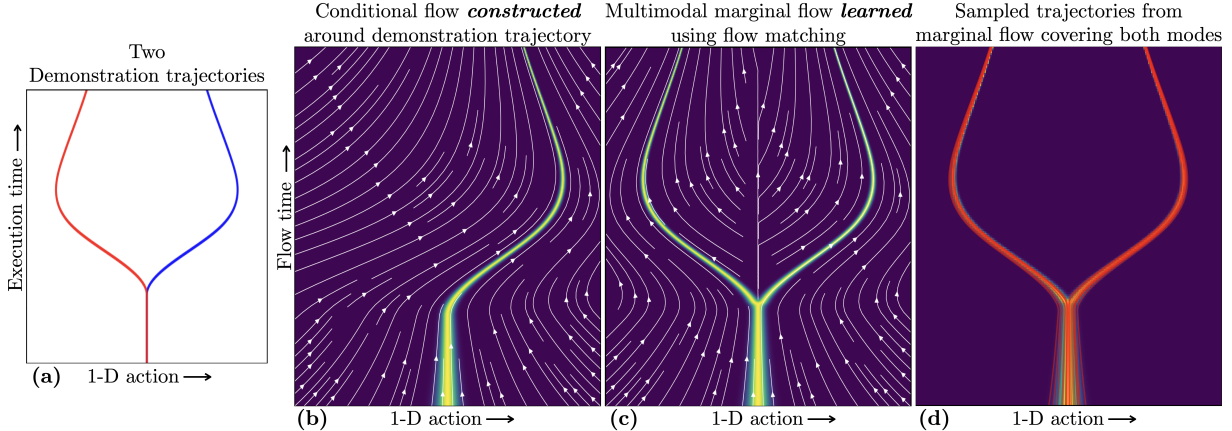 Two
Demonstration trajectories
Execution time
(a)
1-D action
Conditional flow constructed
around demonstration trajectory
Flow time
(b)
1-D action
Multimodal marginal flow learned
using flow matching
(c)
1-D action
Sampled trajectories from
marginal flow covering both modes
(d)
1-D action